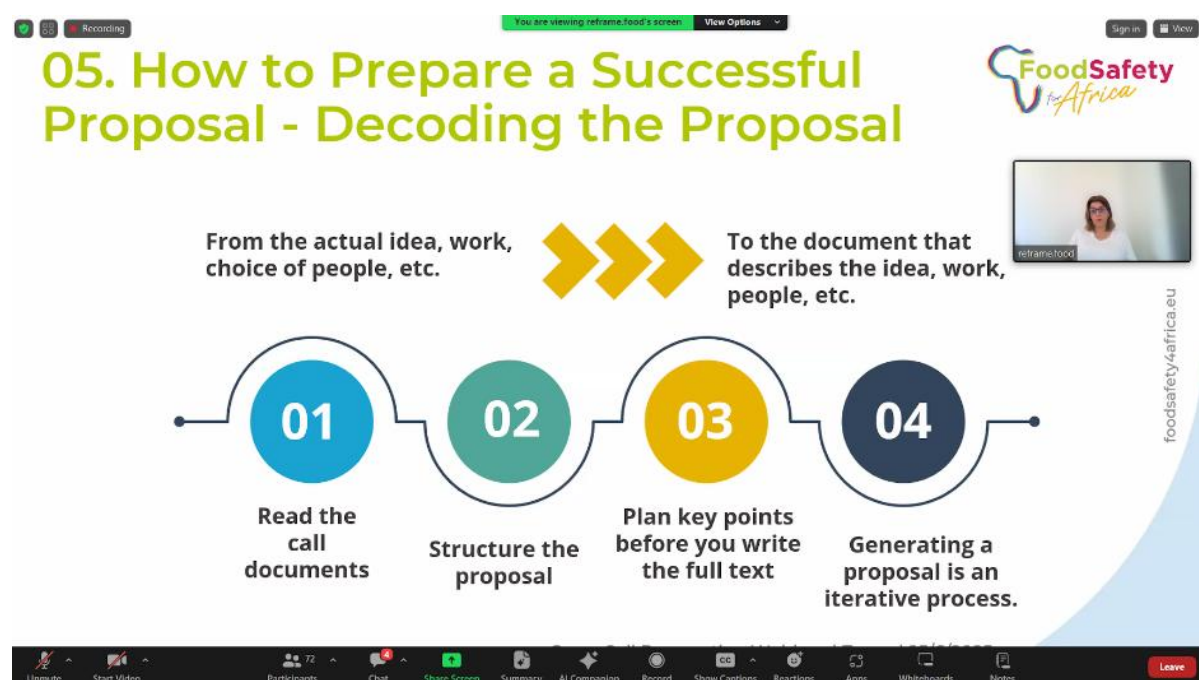 Recording
You are viewing reframe.food's screen
View Options
Sign in
View
05. How to Prepare a Successful
Proposal - Decoding the Proposal
FoodSafety
for Africa
reframe.food
From the actual idea, work,
choice of people, etc.
To the document that
describes the idea, work,
people, etc.
foodsafety4africa.eu
01
02
03
04
Read the
call
documents
Structure the
proposal
Plan key points
before you write
the full text
Generating a
proposal is an
iterative process.
72
4
CC
Unmute
Start Video
Participants
Chat
Share Screen
Summary
AI Companion
Record
Show Captions
Reactions
Apps
Whiteboards
Notes
Leave